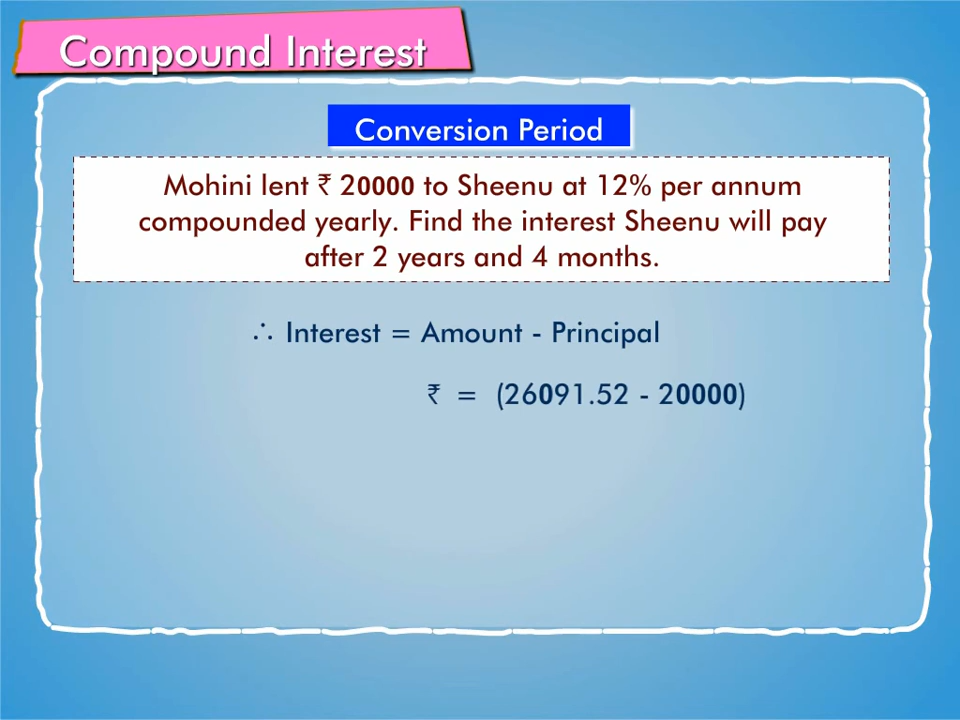 Compound Interest
Conversion Period
Mohini lent ₹ 20000 to Sheenu at 12% per annum
compounded yearly. Find the interest Sheenu will pay
after 2 years and 4 months.
∴ Interest = Amount - Principal
₹ = (26091.52 - 20000)